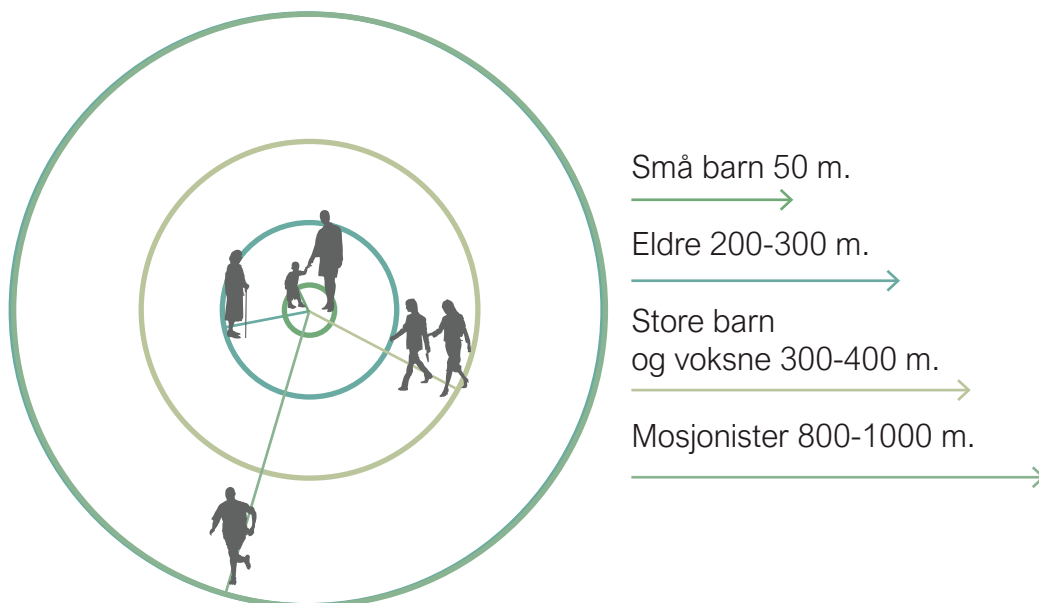 Små barn 50 m.
Eldre 200-300 m.
Store barn
og voksne 300-400 m.
Mosjonister 800-1000 m.